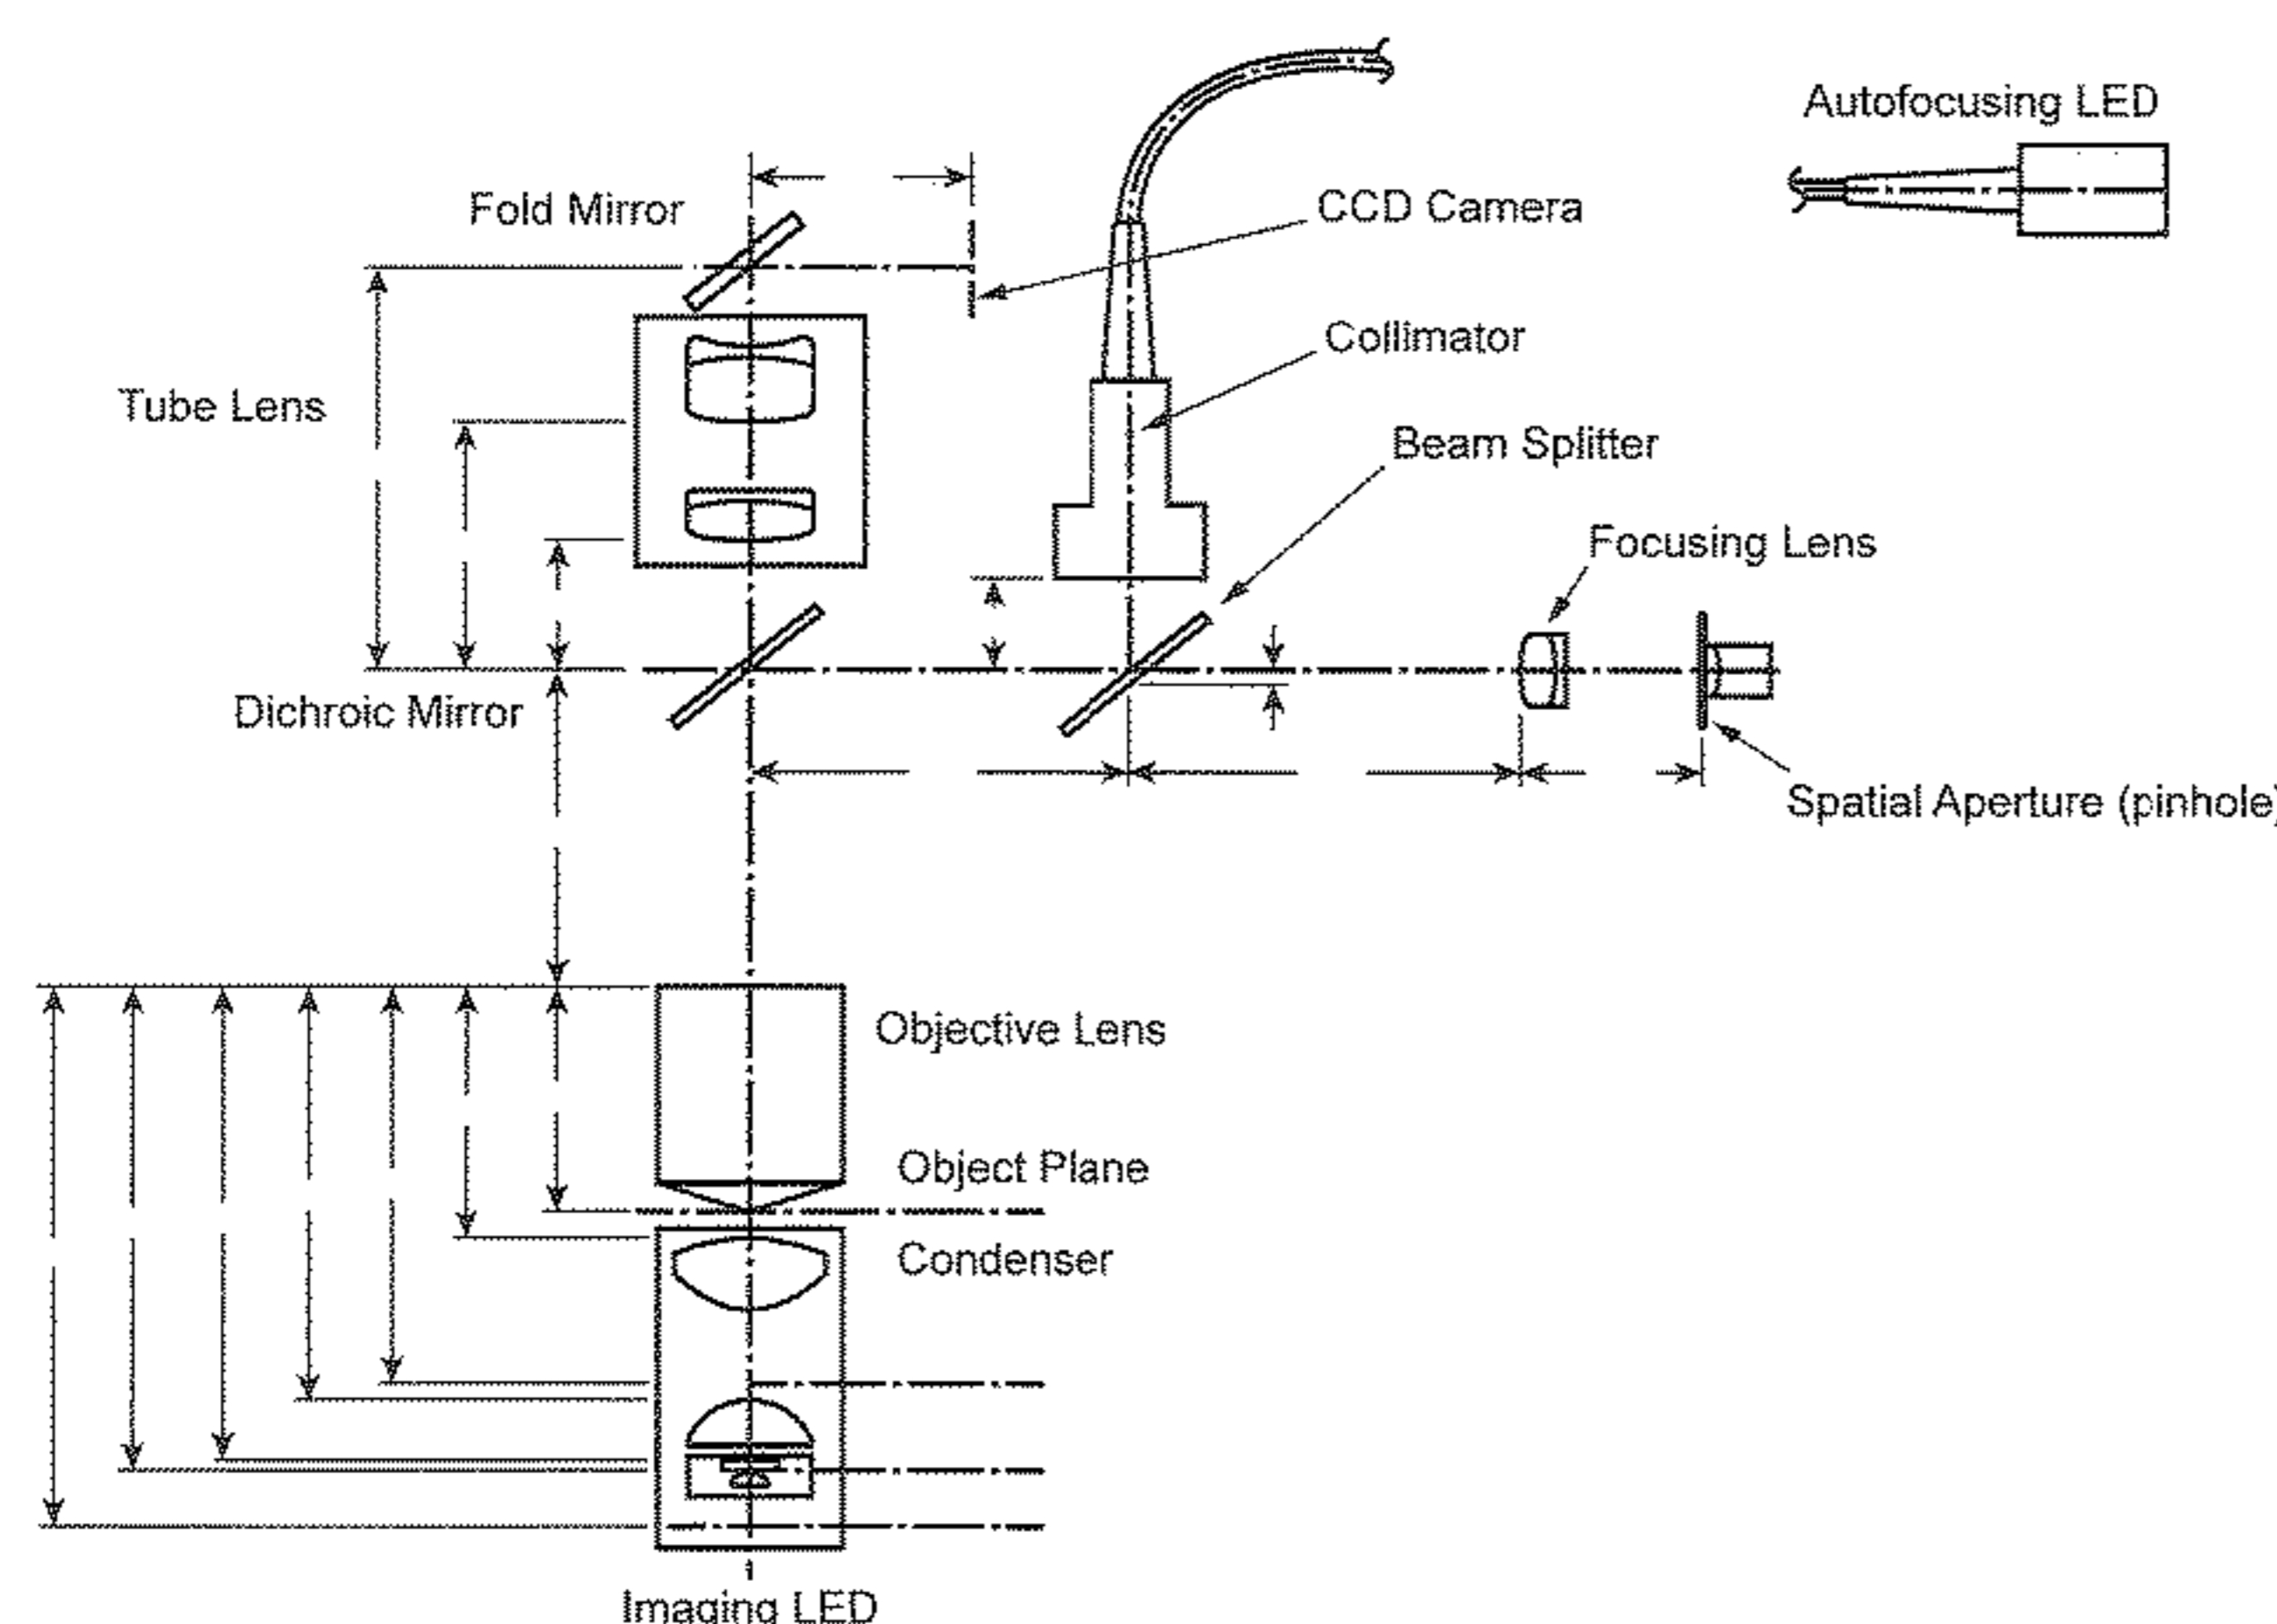 Autofocusing LED
Fold Mirror
CCD Camera
Collimator
Tube Lens
Beam Splitter
Focusing Lens
Dichroic Mirror
Spatial Aperture (pinhole)
Objective Lens
Object Plane
Condenser
Imaging LED